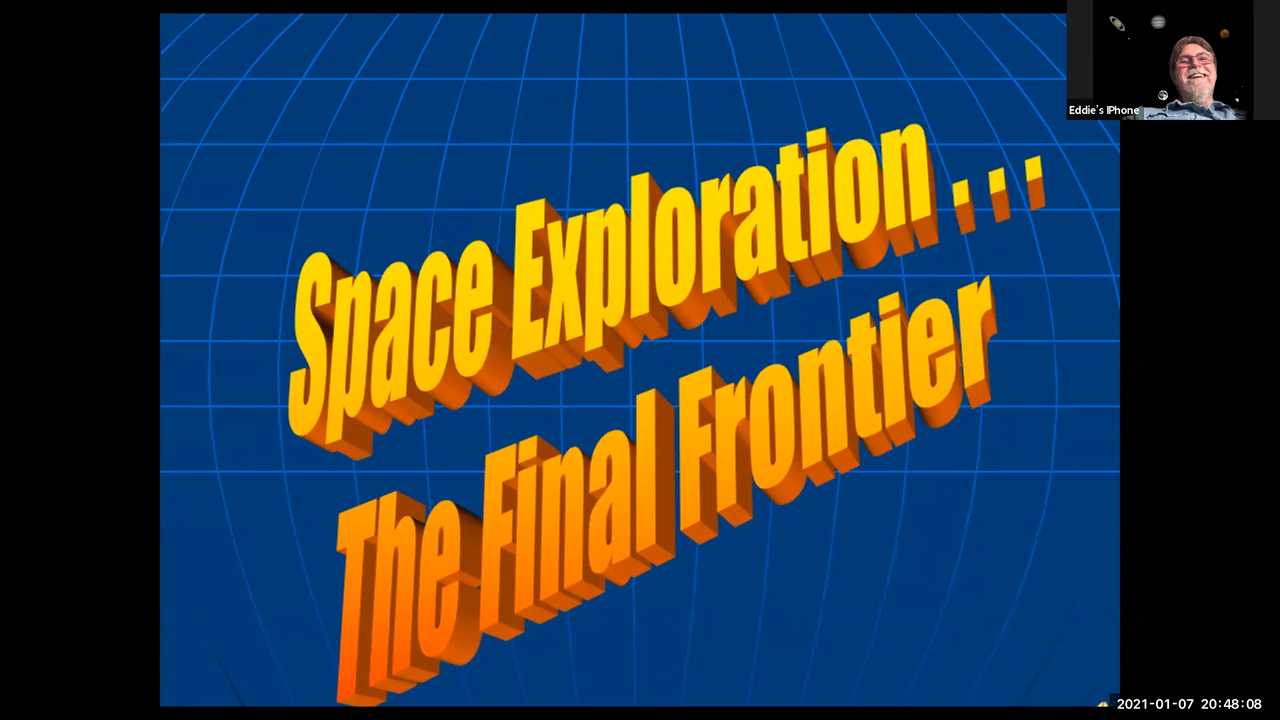 Eddie's IPhone
Space Exploration . . .
The Final Frontier
2021-01-07 20:48:08